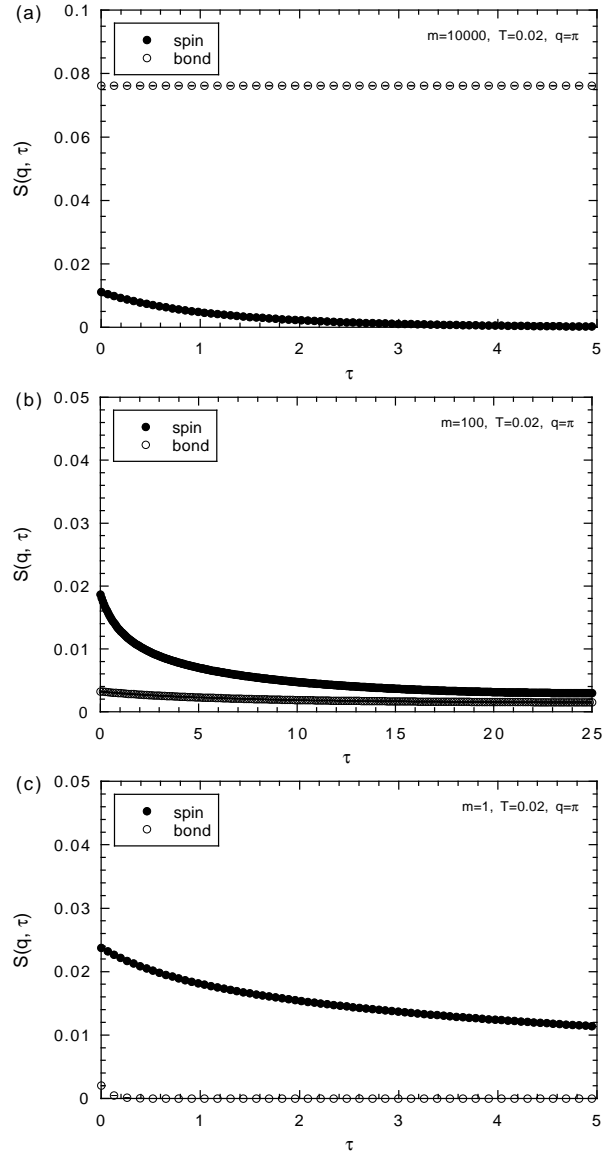 (a)
0.1
spin
bond
m=10000, T=0.02, q=π
0.08
0.06
S(q, τ)
0.04
0.02
0
0 1 2 3 4 5
τ
(b)
0.05
spin
bond
m=100, T=0.02, q=π
0.04
0.03
S(q, τ)
0.02
0.01
0
0 5 10 15 20 25
τ
(c)
0.05
spin
bond
m=1, T=0.02, q=π
0.04
0.03
S(q, τ)
0.02
0.01
0
0 1 2 3 4 5
τ